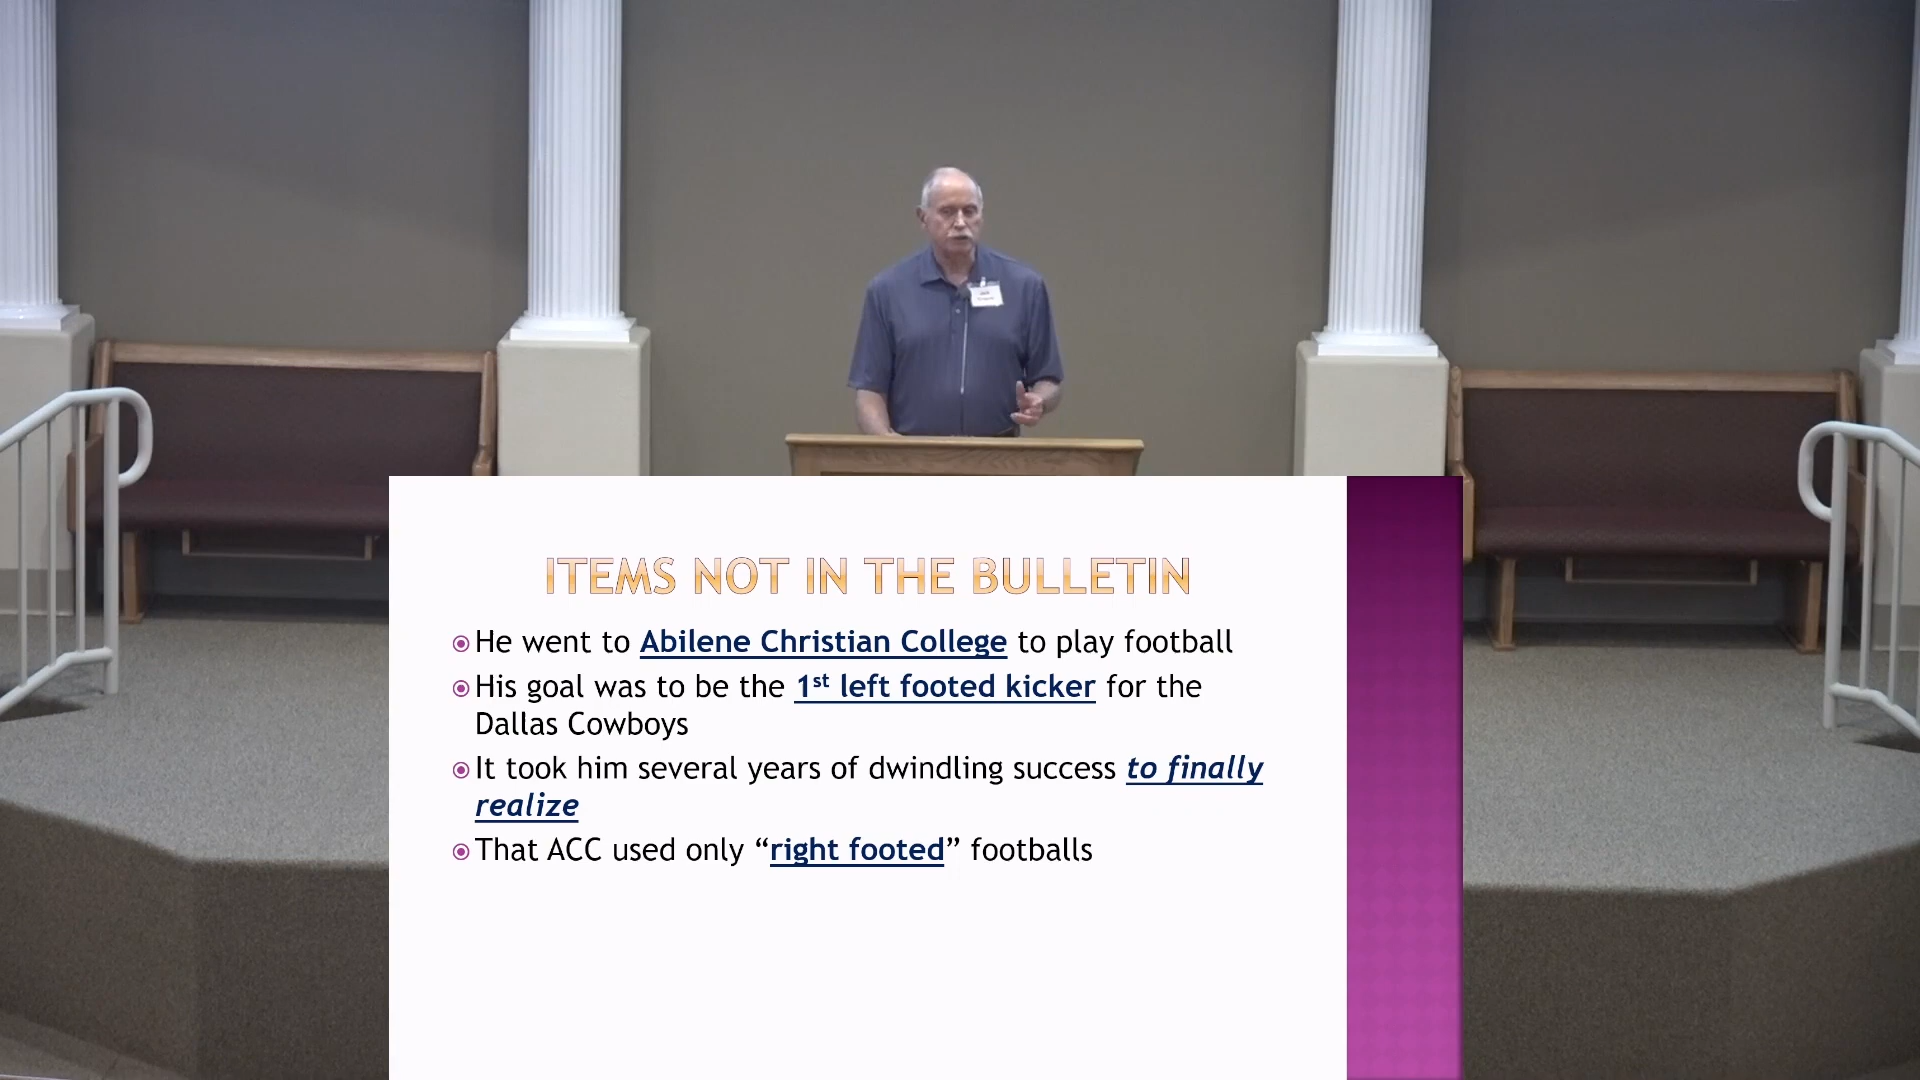 ITEMS NOT IN THE BULLETIN
He went to Abilene Christian College to play football
His goal was to be the 1st left footed kicker for the
Dallas Cowboys
It took him several years of dwindling success to finally
realize
That ACC used only “right footed” footballs